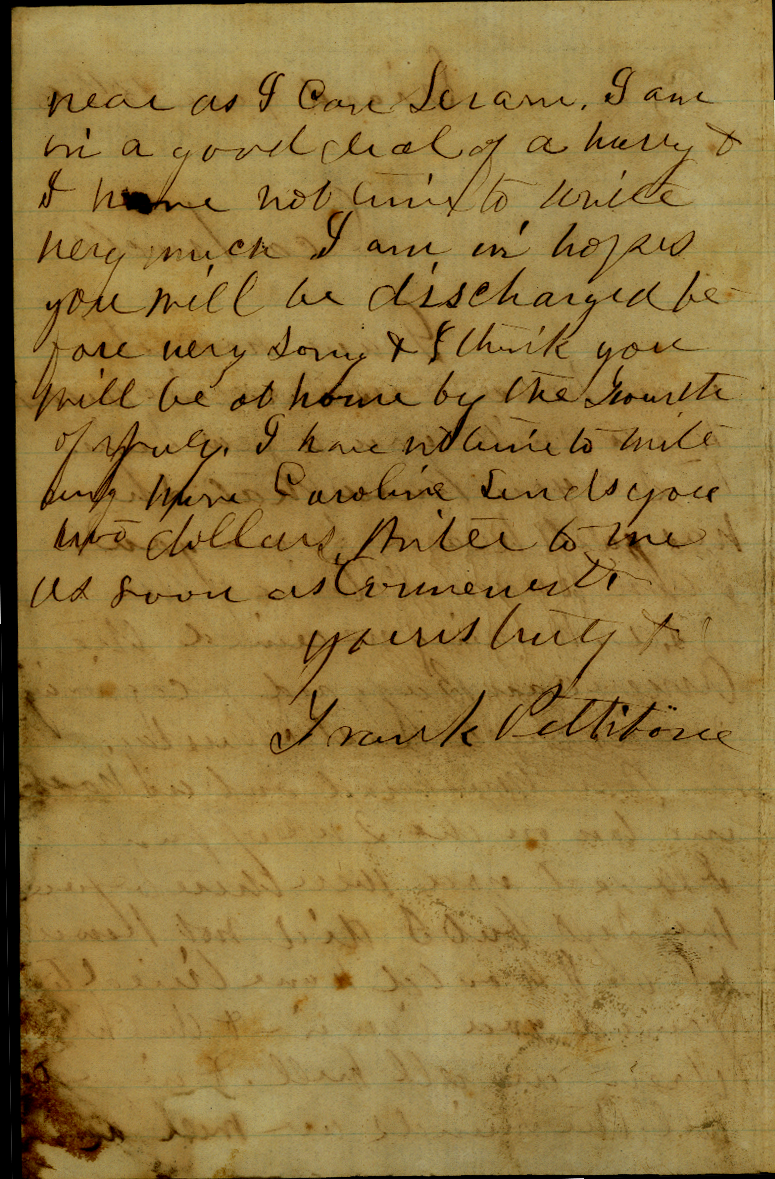 near as I can Learn. I am
in a good deal of a hurry &
I have not time to write
very much I am in hopes
you will be discharged be-
fore very Long & I think you
will be at home by the Fourth
of July. I have not time to write
any more Caroline Sends you
two dollars write to me
as soon as
yours truly &
Frank Pettibone